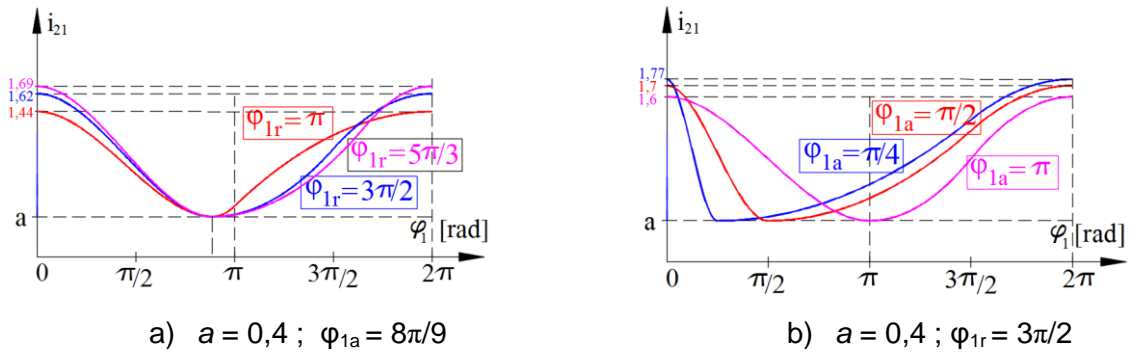 i21
1,69
1,62
1,44
φ1r=π
φ1r=5π/3
φ1r=3π/2
a
φ1 [rad]
0
π/2
π
3π/2
2π
a) a = 0,4 ; φ1a = 8π/9
i21
1,77
1,7
1,6
φ1a=π/2
φ1a=π/4
φ1a=π
a
φ1 [rad]
0
π/2
π
3π/2
2π
b) a = 0,4 ; φ1r = 3π/2